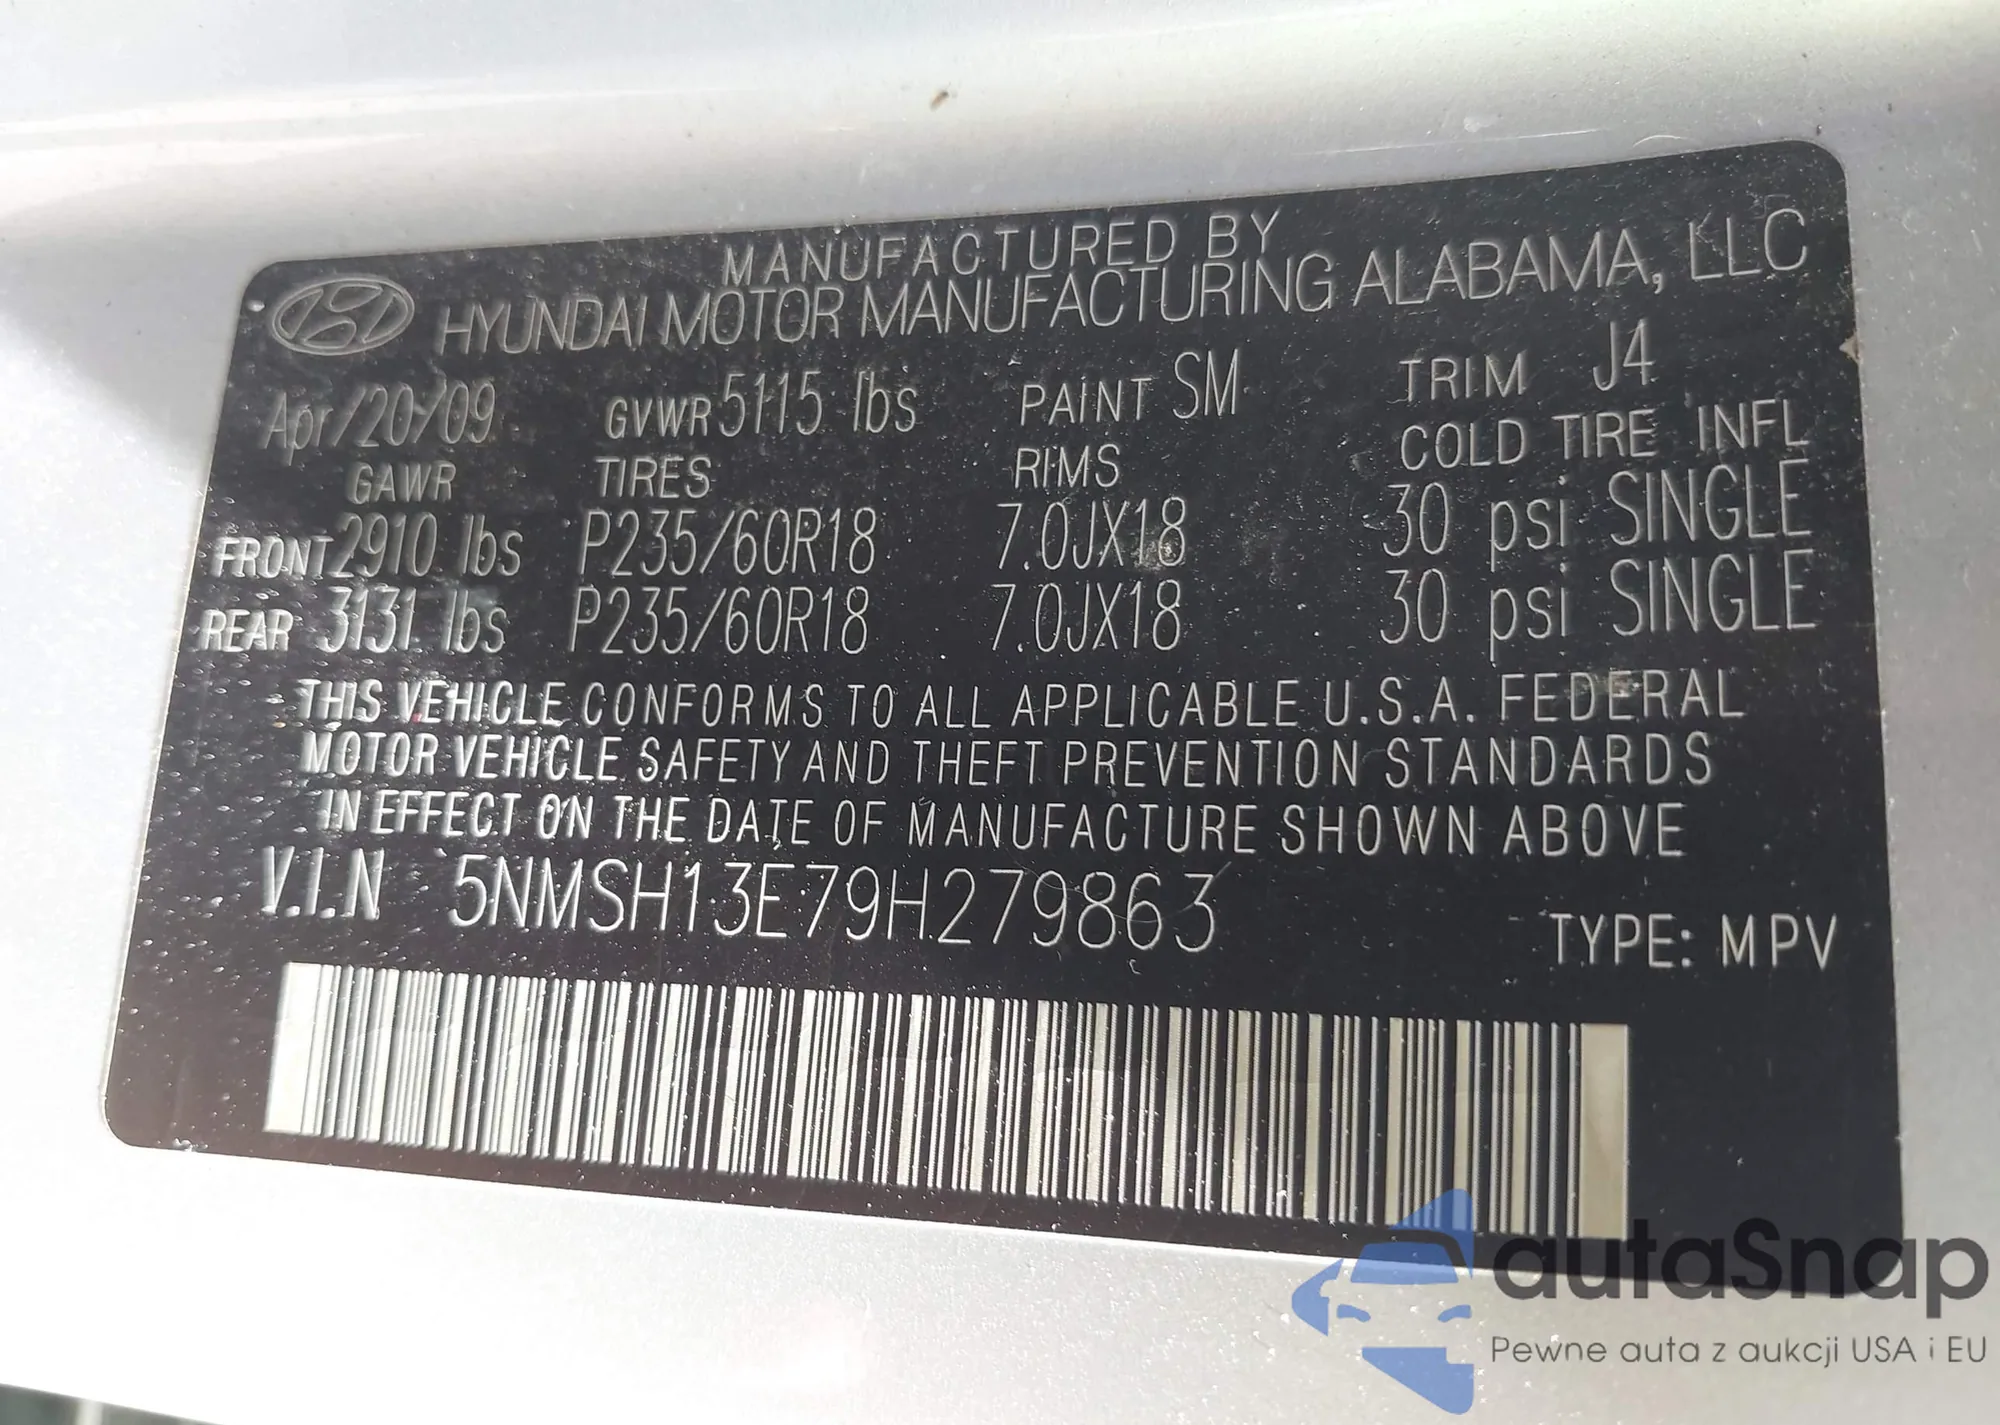 MANUFACTURED BY
HYUNDAI MOTOR MANUFACTURING ALABAMA, LLC
Apr/20/09 GVWR 5115 lbs PAINT SM TRIM J4
GAWR TIRES RIMS COLD TIRE INFL
FRONT 2910 lbs P235/60R18 7.0JX18 30 psi SINGLE
REAR 3131 lbs P235/60R18 7.0JX18 30 psi SINGLE
THIS VEHICLE CONFORMS TO ALL APPLICABLE U.S.A. FEDERAL
MOTOR VEHICLE SAFETY AND THEFT PREVENTION STANDARDS
IN EFFECT ON THE DATE OF MANUFACTURE SHOWN ABOVE
V.I.N 5NMSH13E79H279863
TYPE: MPV
autaSnap
Pewne auta z aukcji USA i EU